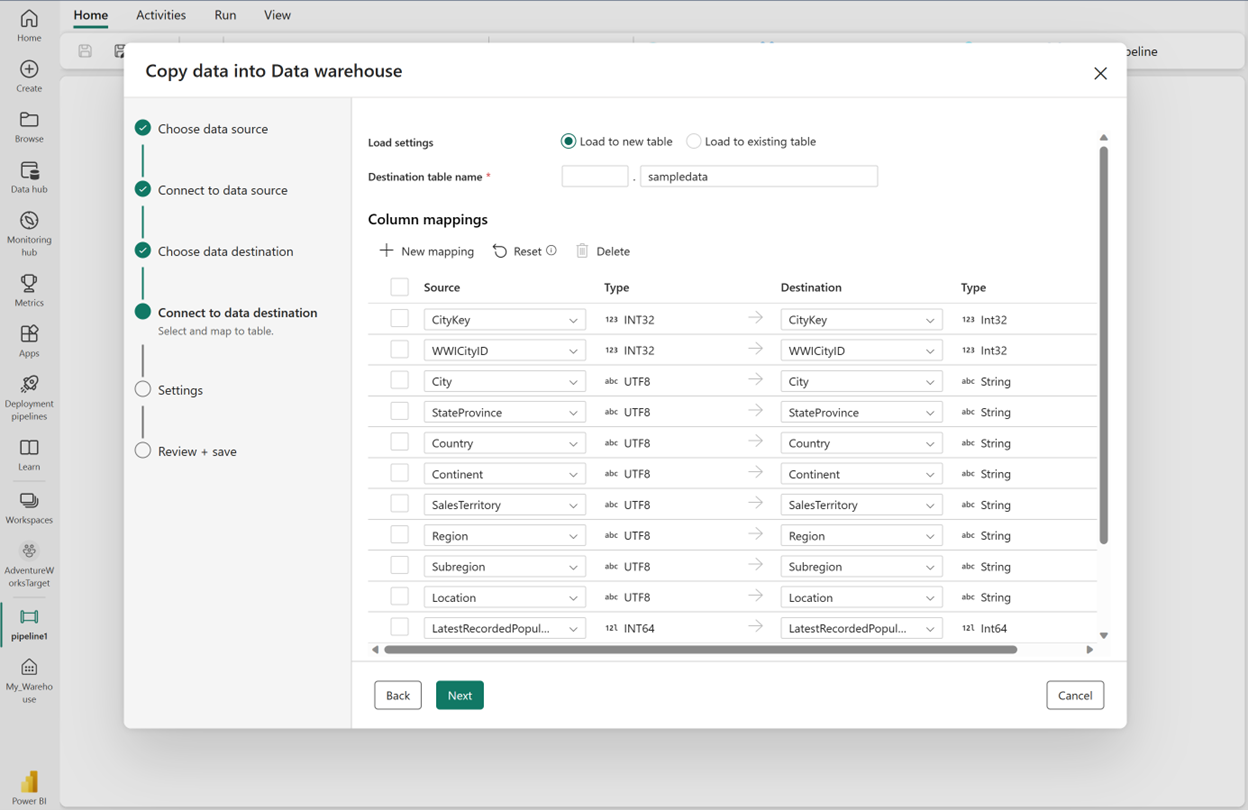 Home Activities Run View
Home
Create
Browse
Data hub
Monitoring
hub
Metrics
Apps
Deployment
pipelines
Learn
Workspaces
AdventureW
orksTarget
pipeline1
My_Wareho
use
Power BI
peline
Copy data into Data warehouse
Choose data source
Connect to data source
Choose data destination
Connect to data destination
Select and map to table.
Settings
Review + save
Load settings Load to new table Load to existing table
Destination table name * . sampledata
Column mappings
New mapping Reset Delete
Source Type Destination Type
CityKey 123 INT32 CityKey 123 Int32
WWICityID 123 INT32 WWICityID 123 Int32
City abc UTF8 City abc String
StateProvince abc UTF8 StateProvince abc String
Country abc UTF8 Country abc String
Continent abc UTF8 Continent abc String
SalesTerritory abc UTF8 SalesTerritory abc String
Region abc UTF8 Region abc String
Subregion abc UTF8 Subregion abc String
Location abc UTF8 Location abc String
LatestRecordedPopul... 12l INT64 LatestRecordedPopul... 12l Int64
Back Next Cancel